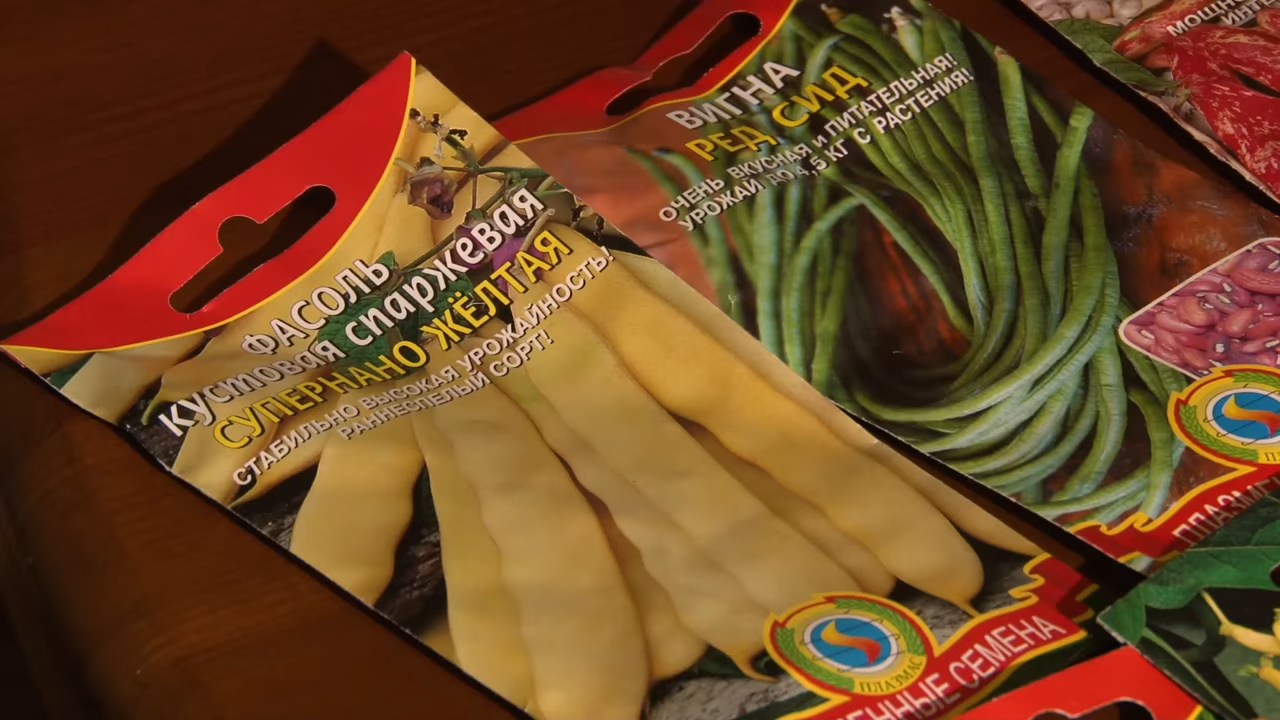 ФАСОЛЬ
кустовая спаржевая
СУПЕРНАНО ЖЁЛТАЯ
СТАБИЛЬНО ВЫСОКАЯ УРОЖАЙНОСТЬ!
РАННЕСПЕЛЫЙ СОРТ!
ПЛАЗМАС
СЕМЕНА
ВИГНА
РЕД СИД
ОЧЕНЬ ВКУСНАЯ и ПИТАТЕЛЬНАЯ!
УРОЖАЙ ДО 4,5 КГ С РАСТЕНИЯ!